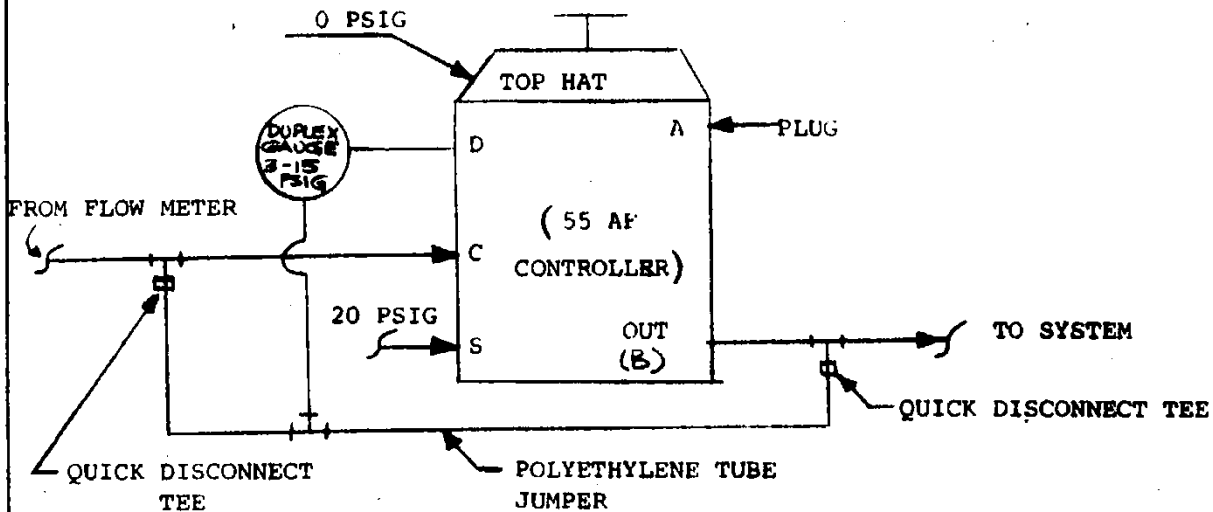 0 PSIG
TOP HAT
DUPLEX
GAUGE
3-15
PSIG
D
A
PLUG
FROM FLOW METER
C
( 55 AP
CONTROLLER)
20 PSIG
S
OUT
(B)
TO SYSTEM
QUICK DISCONNECT TEE
QUICK DISCONNECT
TEE
POLYETHYLENE TUBE
JUMPER